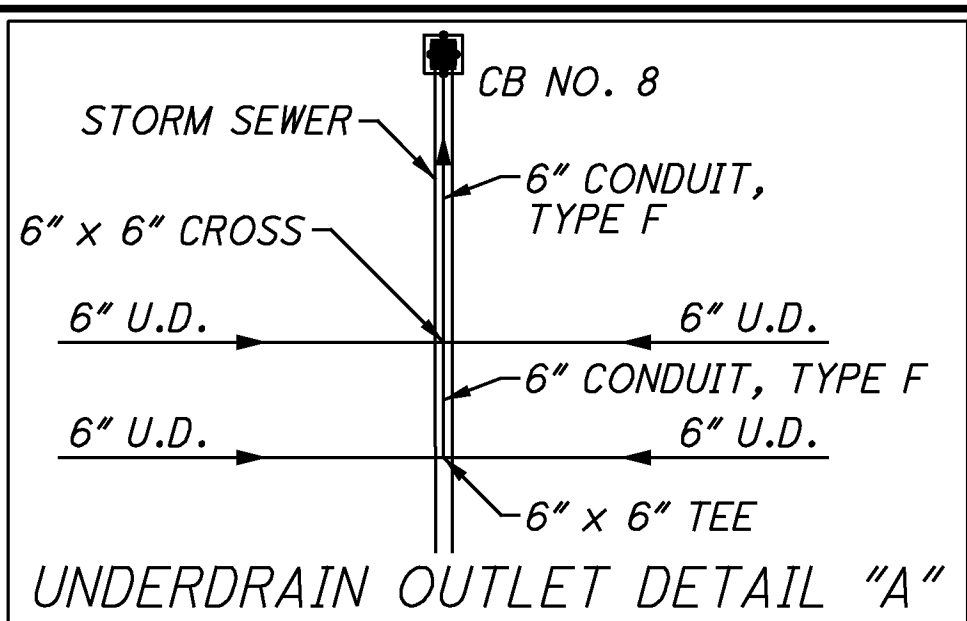 CB NO. 8
STORM SEWER
6" CONDUIT,
TYPE F
6" x 6" CROSS
6" U.D.
6" U.D.
6" CONDUIT, TYPE F
6" U.D.
6" U.D.
6" x 6" TEE
UNDERDRAIN OUTLET DETAIL "A"